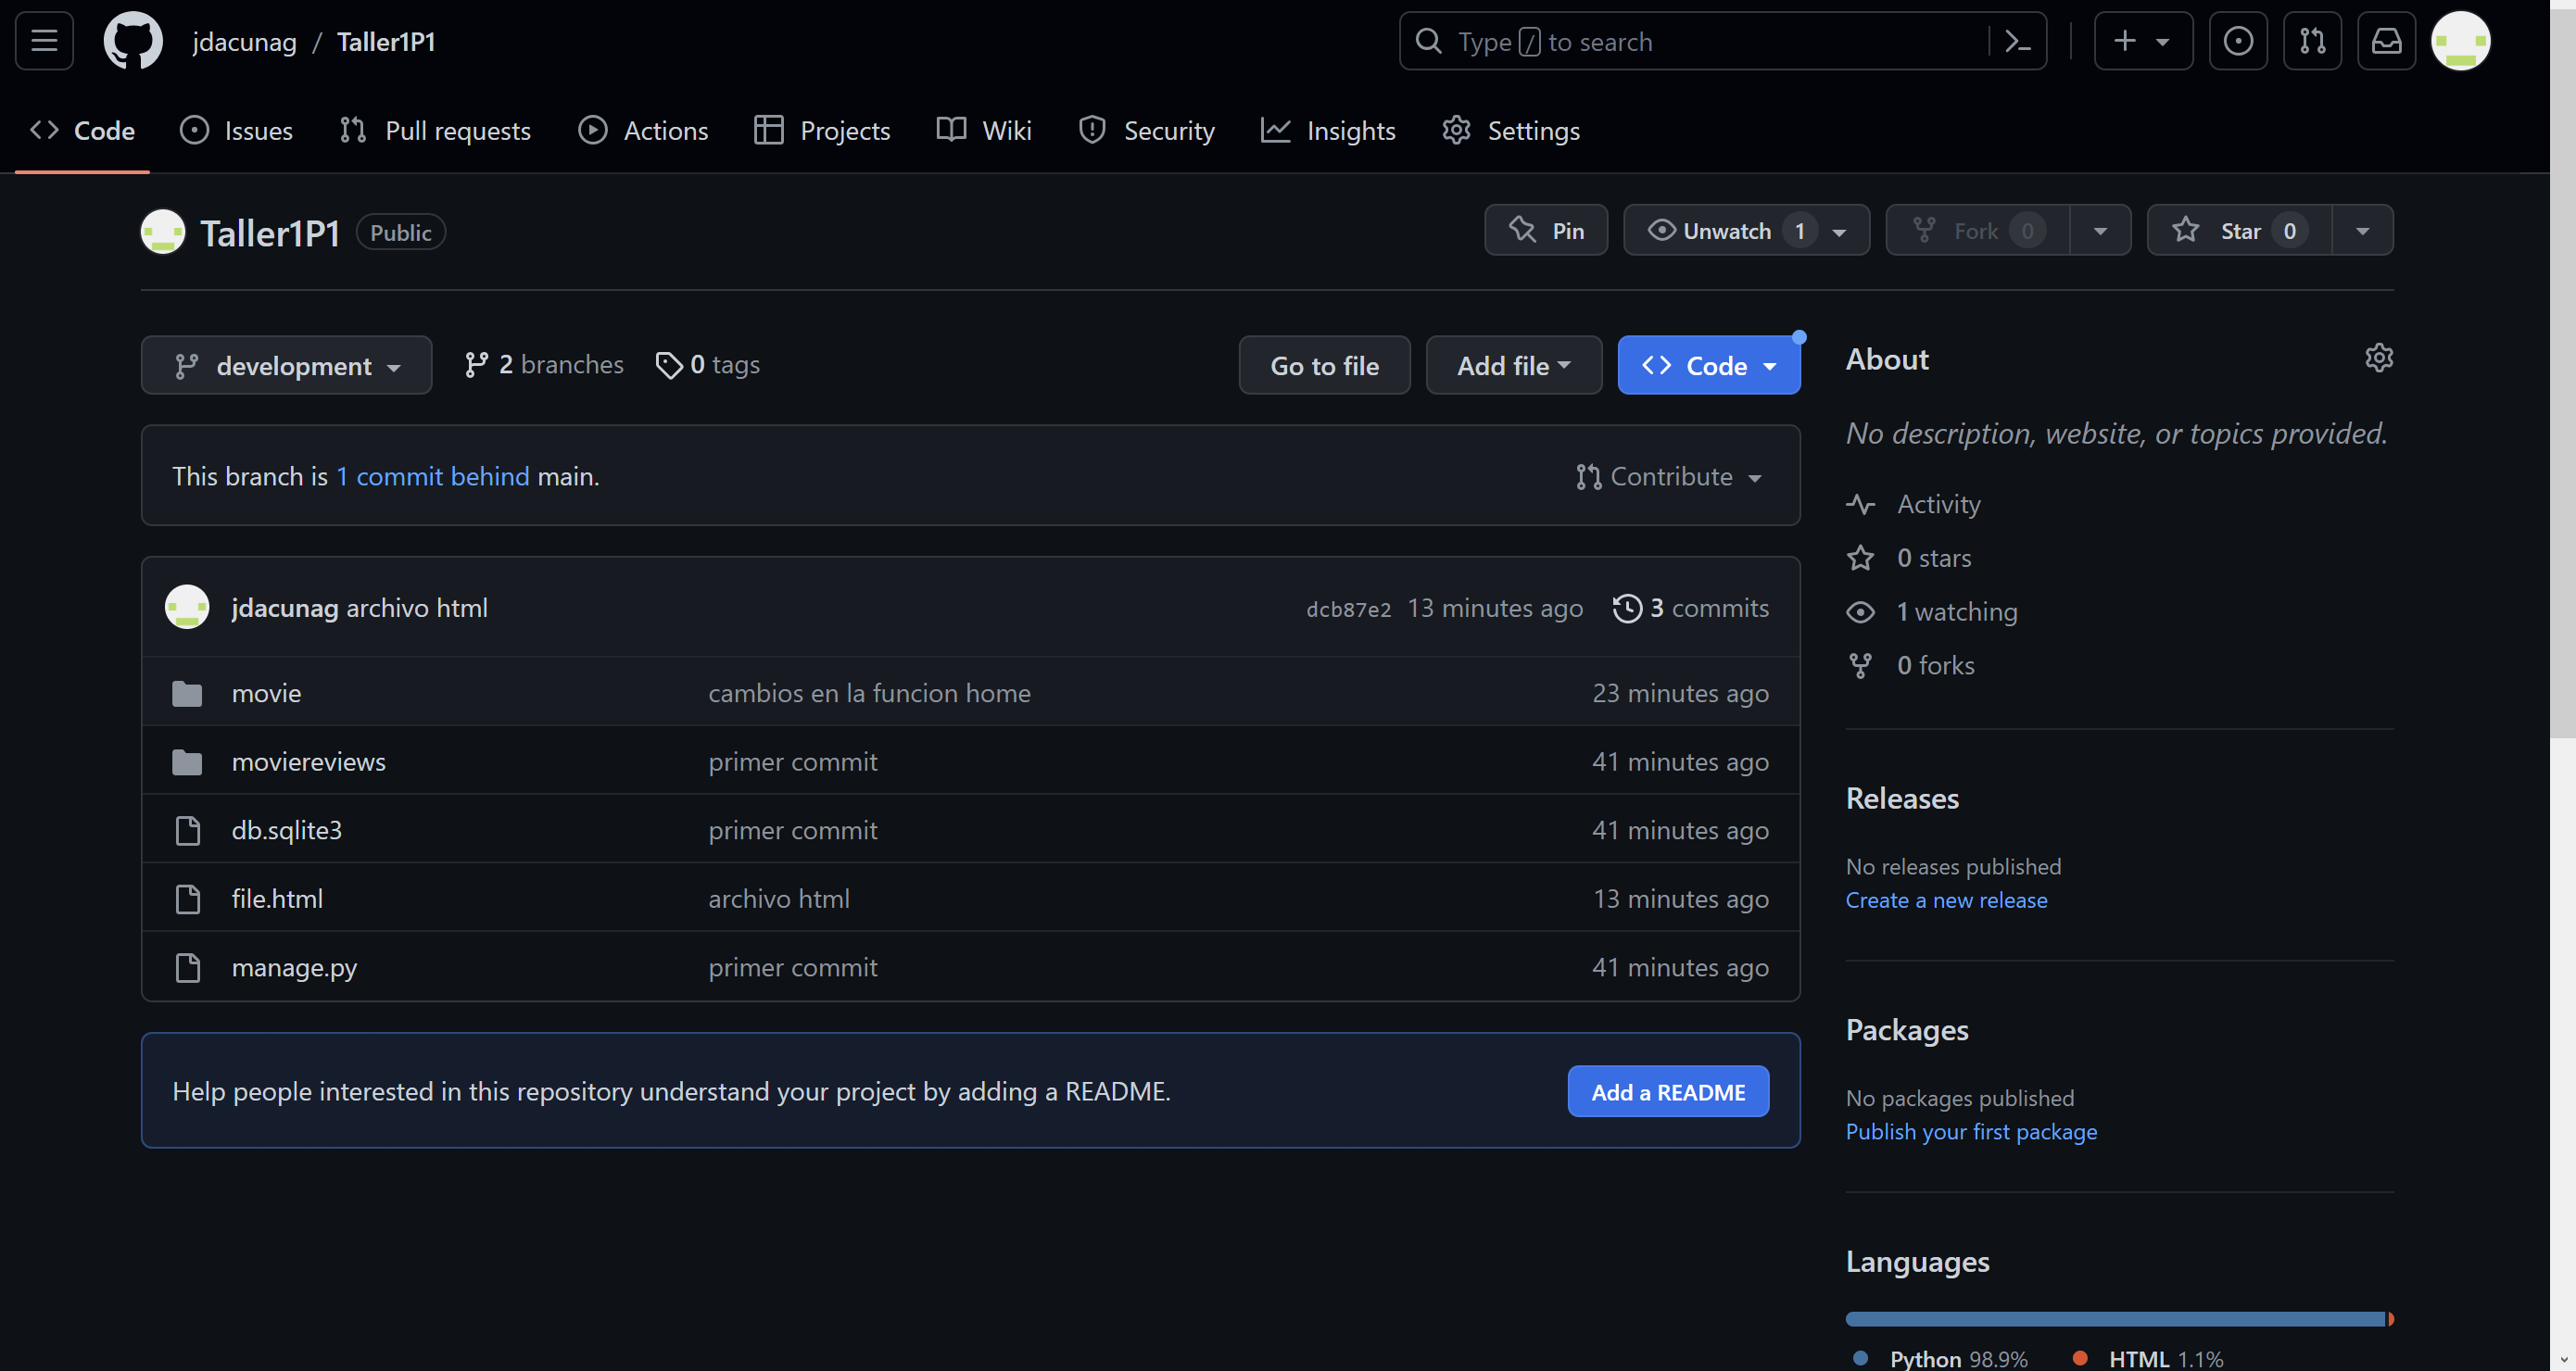 jdacunag / Taller1P1
Type / to search
Code Issues Pull requests Actions Projects Wiki Security Insights Settings
Taller1P1 Public
Pin Unwatch 1 Fork 0 Star 0
development 2 branches 0 tags
Go to file Add file Code
This branch is 1 commit behind main.
Contribute
jdacunag archivo html dcb87e2 13 minutes ago 3 commits
movie cambios en la funcion home 23 minutes ago
moviereviews primer commit 41 minutes ago
db.sqlite3 primer commit 41 minutes ago
file.html archivo html 13 minutes ago
manage.py primer commit 41 minutes ago
Help people interested in this repository understand your project by adding a README.
Add a README
About
No description, website, or topics provided.
Activity
0 stars
1 watching
0 forks
Releases
No releases published
Create a new release
Packages
No packages published
Publish your first package
Languages
Python 98.9% HTML 1.1%